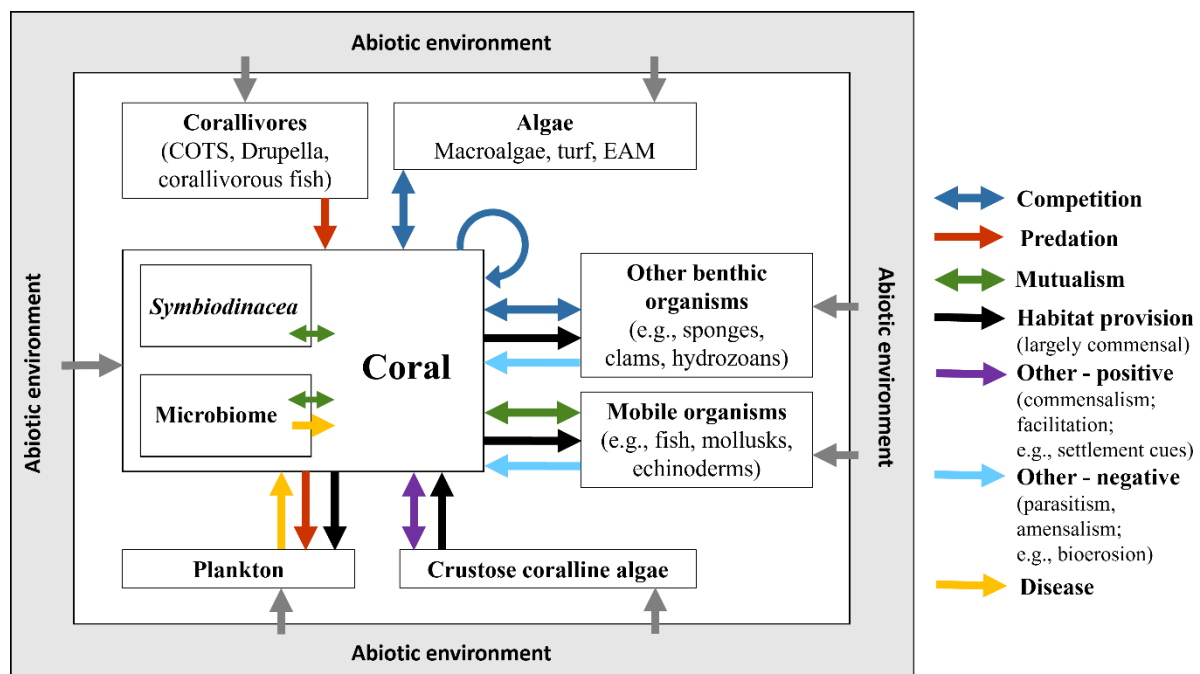 Abiotic environment
Corallivores
(COTS, Drupella,
corallivorous fish)
Algae
Macroalgae, turf, EAM
Abiotic environment
Symbiodinacea
Microbiome
Coral
Other benthic
organisms
(e.g., sponges,
clams, hydrozoans)
Mobile organisms
(e.g., fish, mollusks,
echinoderms)
Abiotic environment
Plankton
Crustose coralline algae
Abiotic environment
Competition
Predation
Mutualism
Habitat provision
(largely commensal)
Other - positive
(commensalism;
facilitation;
e.g., settlement cues)
Other - negative
(parasitism,
amensalism;
e.g., bioerosion)
Disease